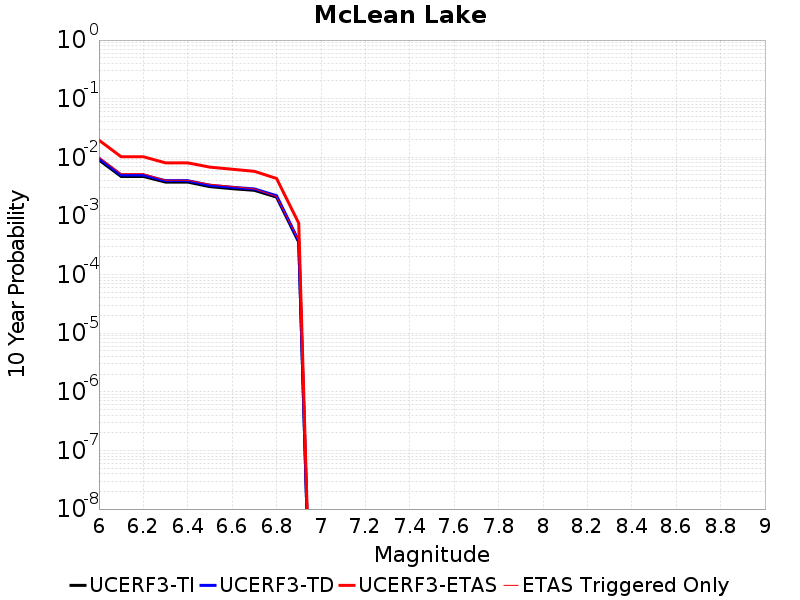 McLean Lake
10^0
10^-1
10^-2
10^-3
10^-4
10^-5
10^-6
10^-7
10^-8
10 Year Probability
6 6.2 6.4 6.6 6.8 7 7.2 7.4 7.6 7.8 8 8.2 8.4 8.6 8.8 9
Magnitude
UCERF3-TI UCERF3-TD UCERF3-ETAS ETAS Triggered Only